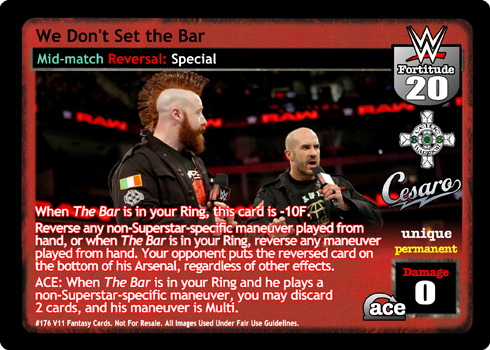 We Don't Set the Bar
Mid-match Reversal: Special
W
Fortitude
20
RAW
RAW
Cesaro
When The Bar is in your Ring, this card is -10F.
Reverse any non-Superstar-specific maneuver played from
hand, or when The Bar is in your Ring, reverse any maneuver
played from hand. Your opponent puts the reversed card on
the bottom of his Arsenal, regardless of other effects.
ACE: When The Bar is in your Ring and he plays a
non-Superstar-specific maneuver, you may discard
2 cards, and his maneuver is Multi.
unique
permanent
Damage
0
ace
#176 V11 Fantasy Cards. Not For Resale. All Images Used Under Fair Use Guidelines.